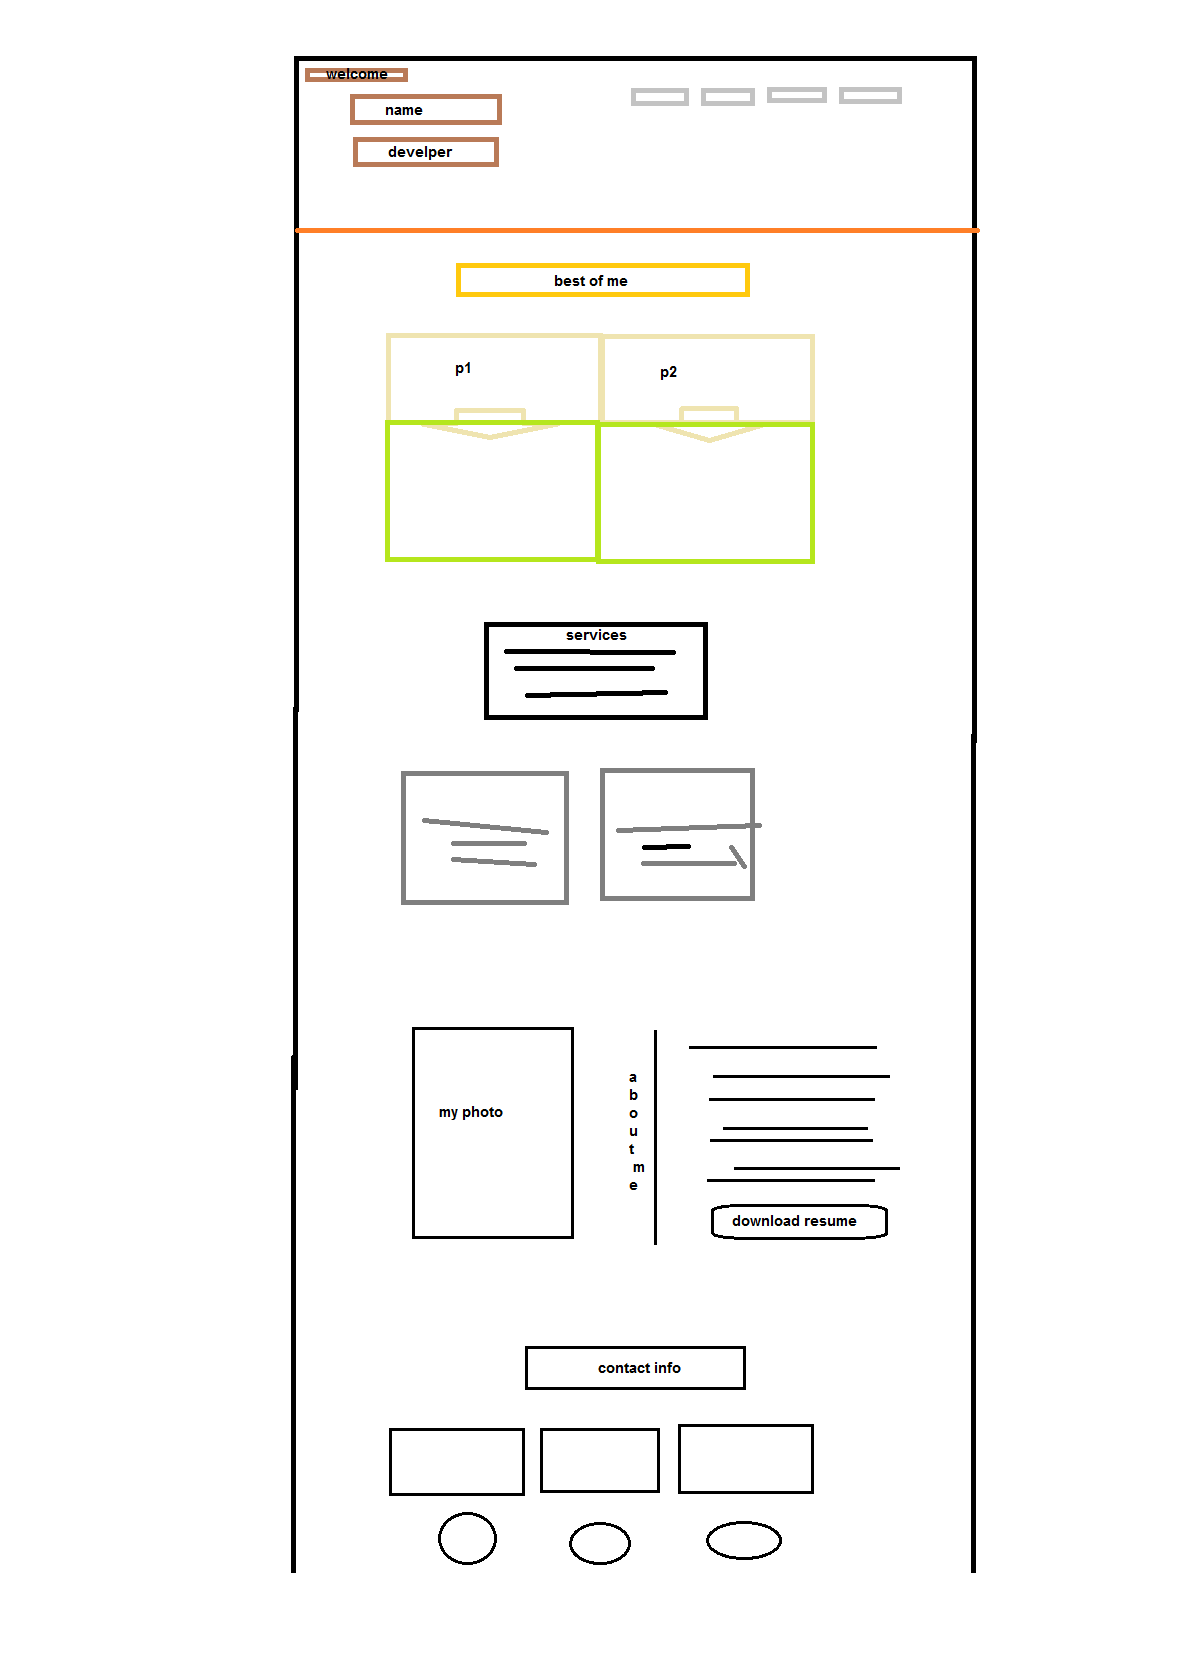 welcome
name
develper
best of me
p1
p2
services
my photo
a
b
o
u
t
m
e
download resume
contact info